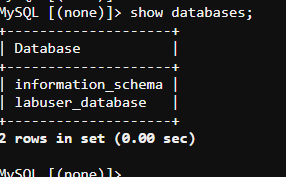 MySQL [(none)]> show databases;
+--------------------+
| Database           |
+--------------------+
| information_schema |
| labuser_database   |
+--------------------+
2 rows in set (0.00 sec)
MySQL [(none)]>